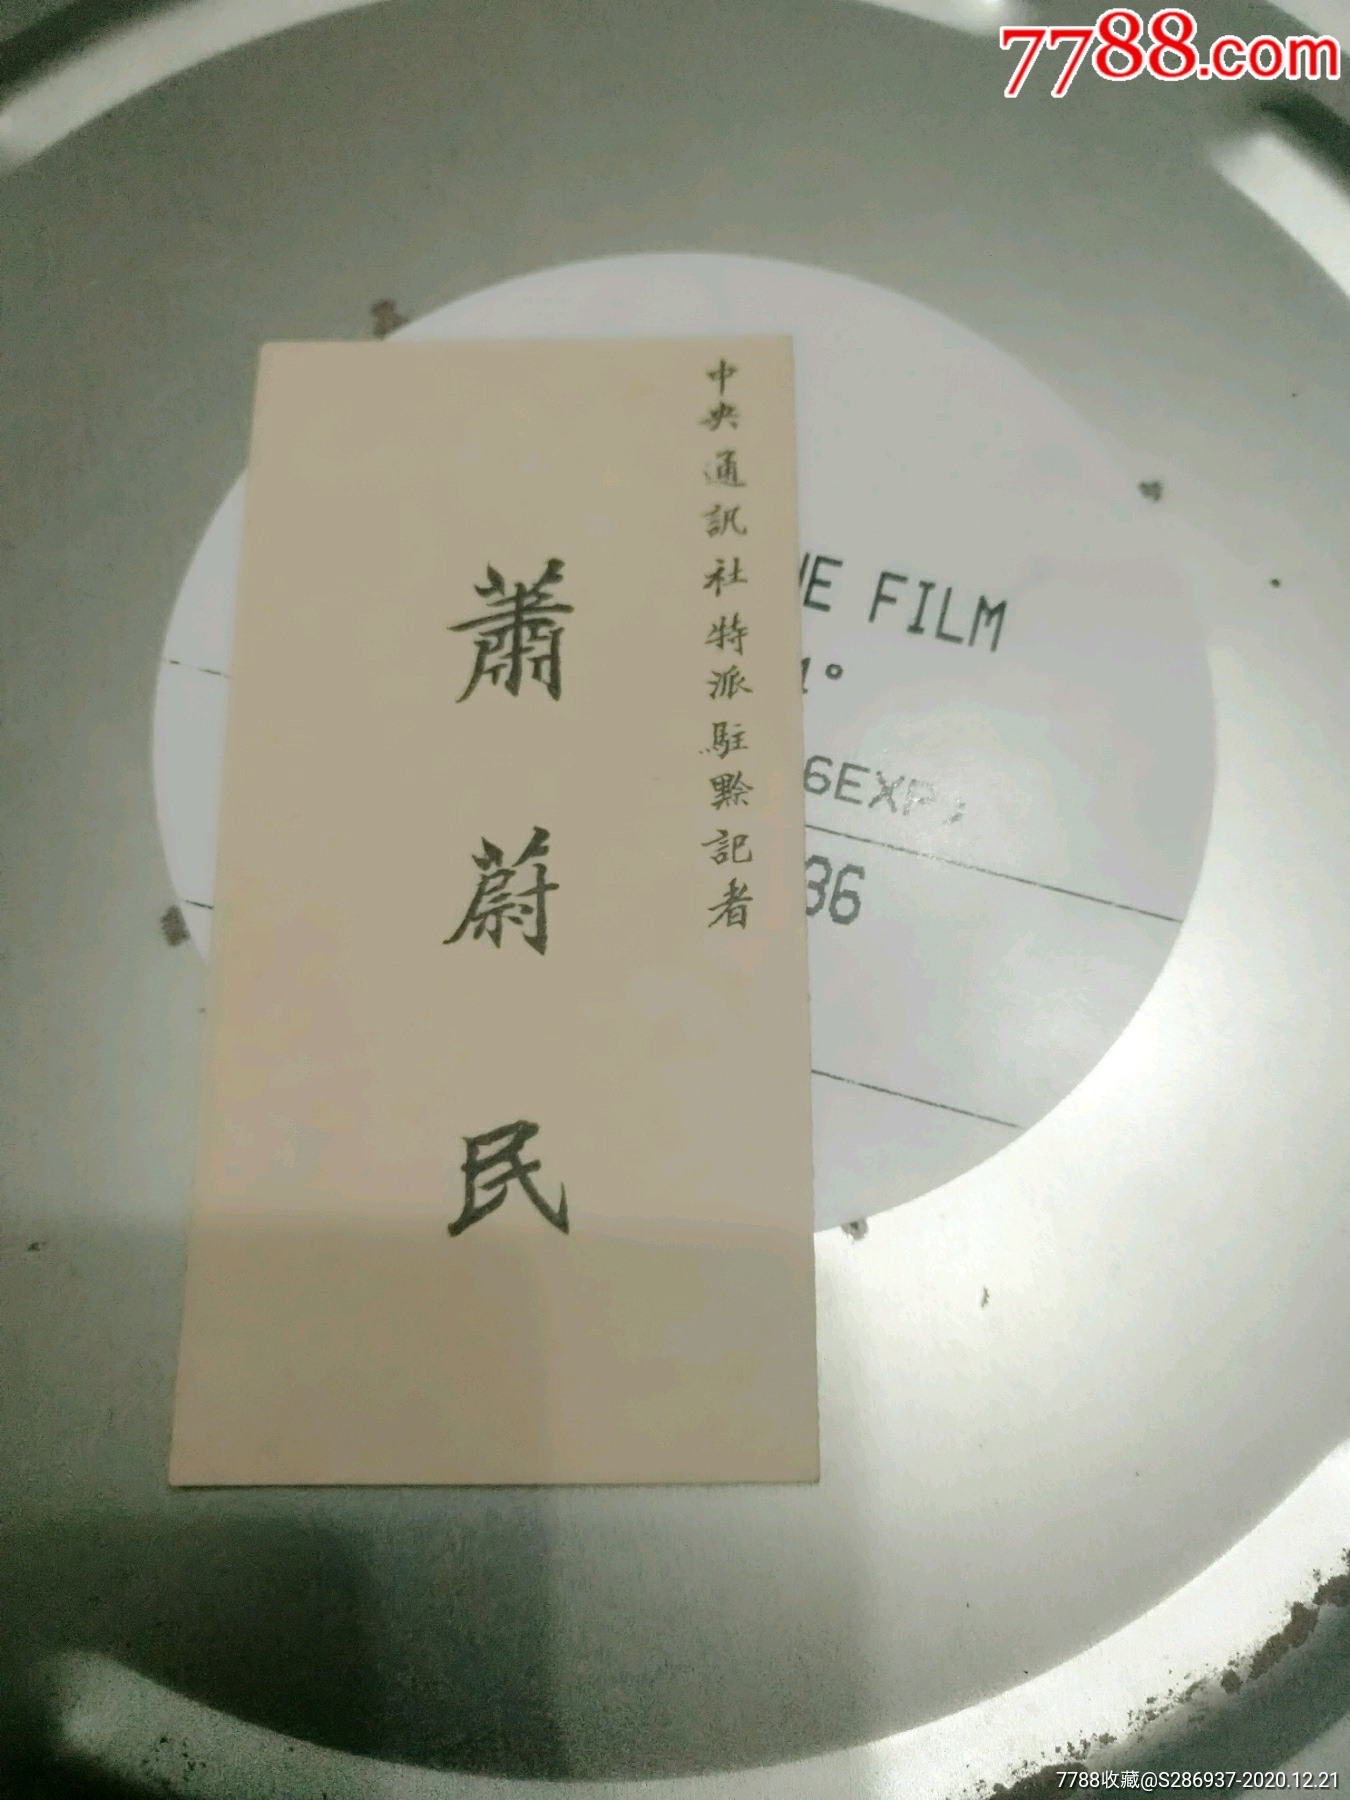 7788.com
中央通訊社特派駐黔記者
蕭蔚民
E FILM
1°
6EXP.
36
7788收藏@S286937-2020.12.21